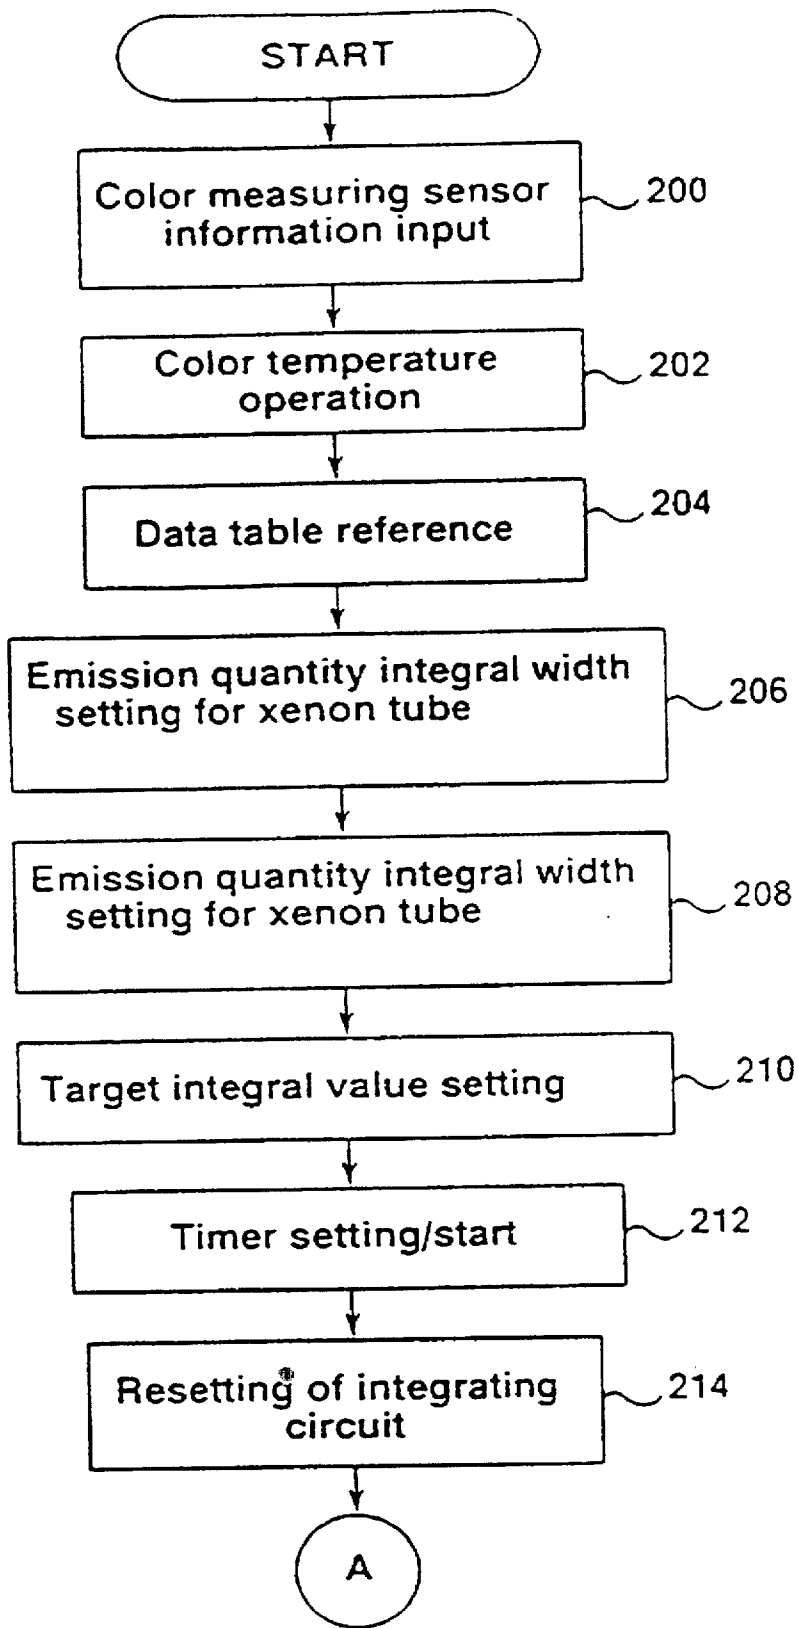 START
Color measuring sensor
information input
200
Color temperature
operation
202
Data table reference
204
Emission quantity integral width
setting for xenon tube
206
Emission quantity integral width
setting for xenon tube
208
Target integral value setting
210
Timer setting/start
212
Resetting of integrating
circuit
214
A